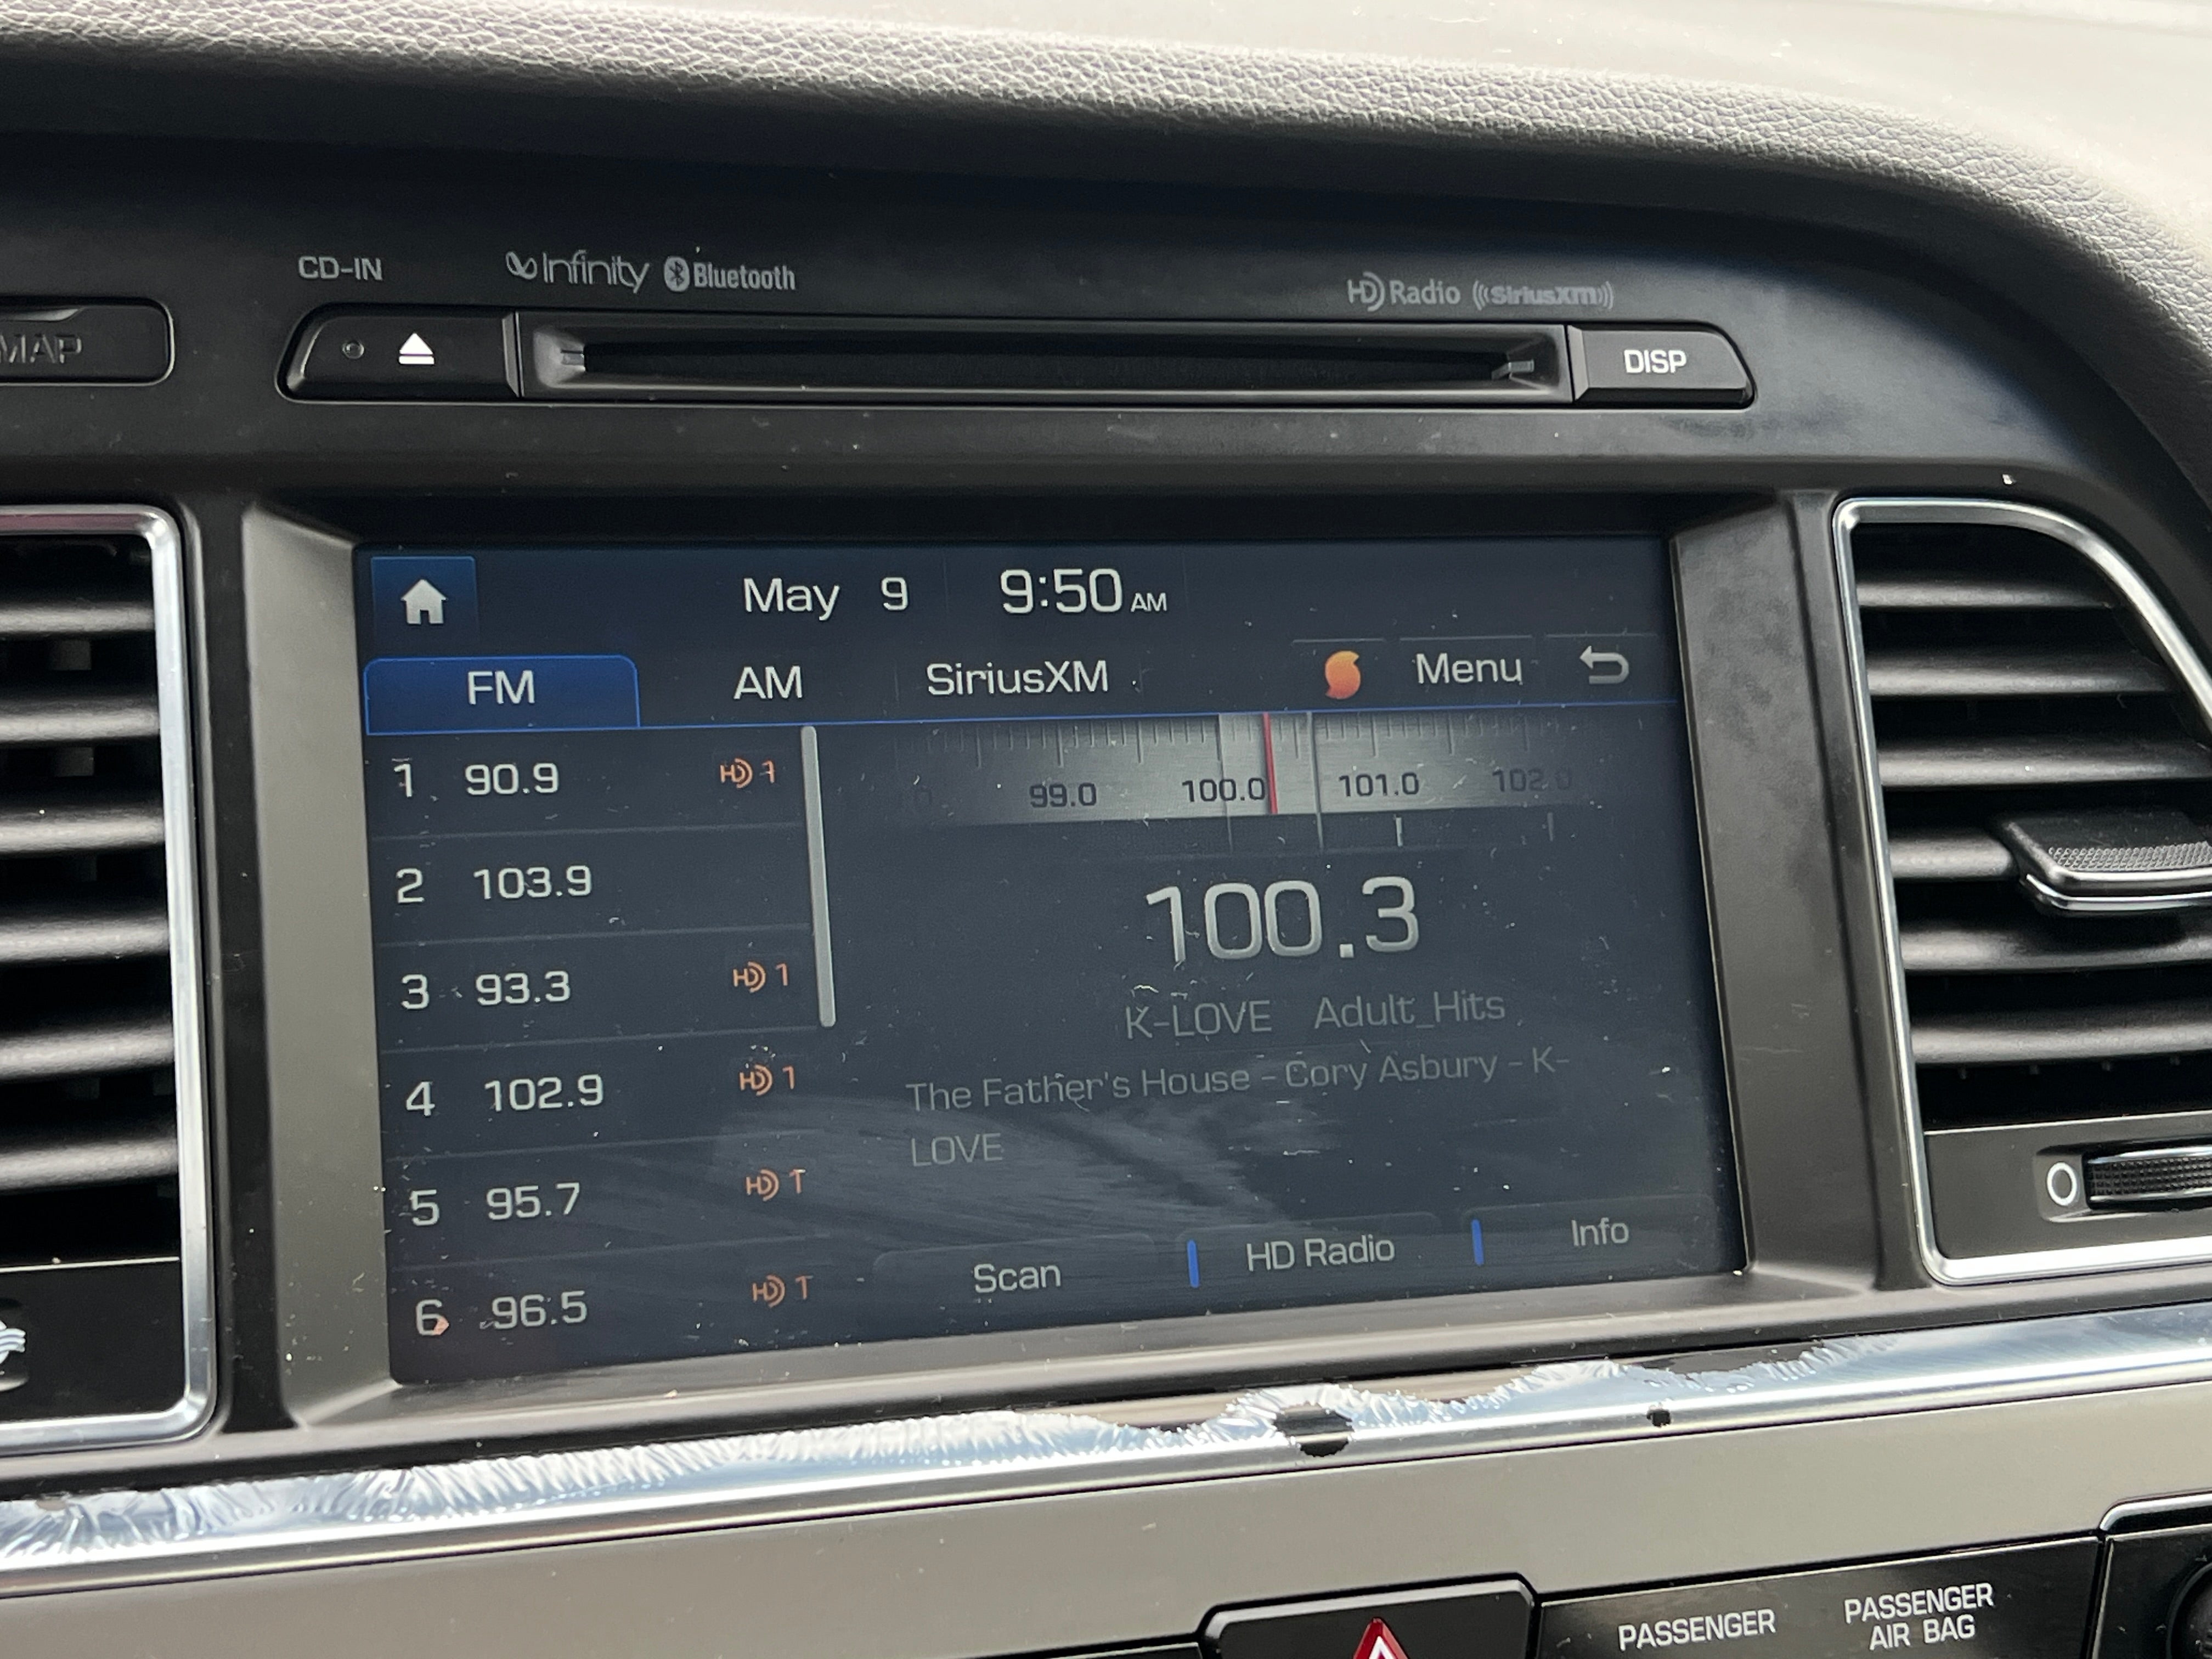 CD-IN
Infinity Bluetooth
HD Radio ((SiriusXM))
MAP
DISP
May 9 9:50 AM
FM AM SiriusXM Menu
99.0 100.0 101.0 102.0
1 90.9 HD 1
2 103.9
3 93.3 HD 1
4 102.9 HD 1
5 95.7 HD 1
6 96.5 HD 1
100.3
K-LOVE Adult_Hits
The Father's House - Cory Asbury - K-
LOVE
Scan HD Radio Info
PASSENGER
PASSENGER
AIR BAG